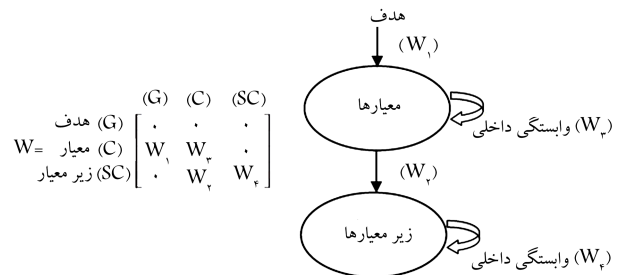 هدف
(W۱)
معیارها
وابستگی داخلی (W۳)
(W۲)
زیر معیارها
وابستگی داخلی (W۴)
(G) (C) (SC)
هدف (G) ۰ ۰ ۰
W= معیار (C) W۱ W۳ ۰
زیر معیار (SC) ۰ W۲ W۴